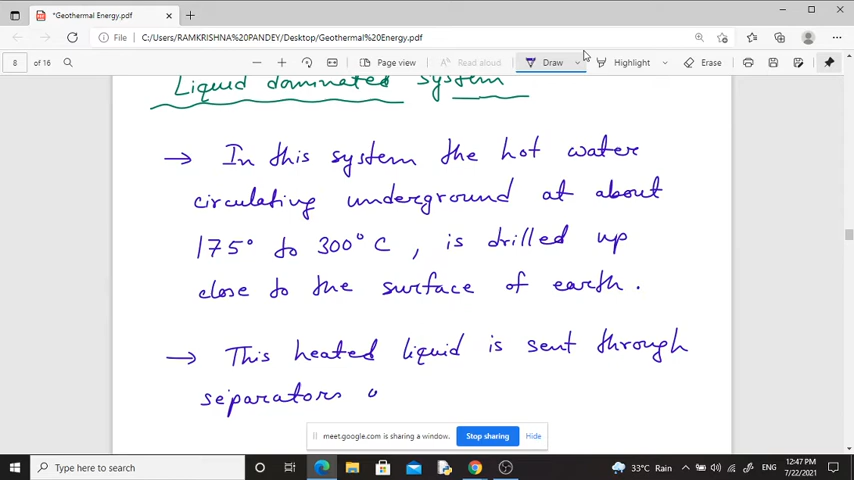 *Geothermal Energy.pdf
File C:/Users/RAMKRISHNA%20PANDEY/Desktop/Geothermal%20Energy.pdf
8 of 16 Page view Read aloud Draw Highlight Erase
Liquid dominated system
→ In this system the hot water
circulating underground at about
175° to 300° C , is drilled up
close to the surface of earth.
→ This heated liquid is sent through
separators
meet.google.com is sharing a window. Stop sharing Hide
Type here to search 33°C Rain ENG 12:47 PM
7/22/2021